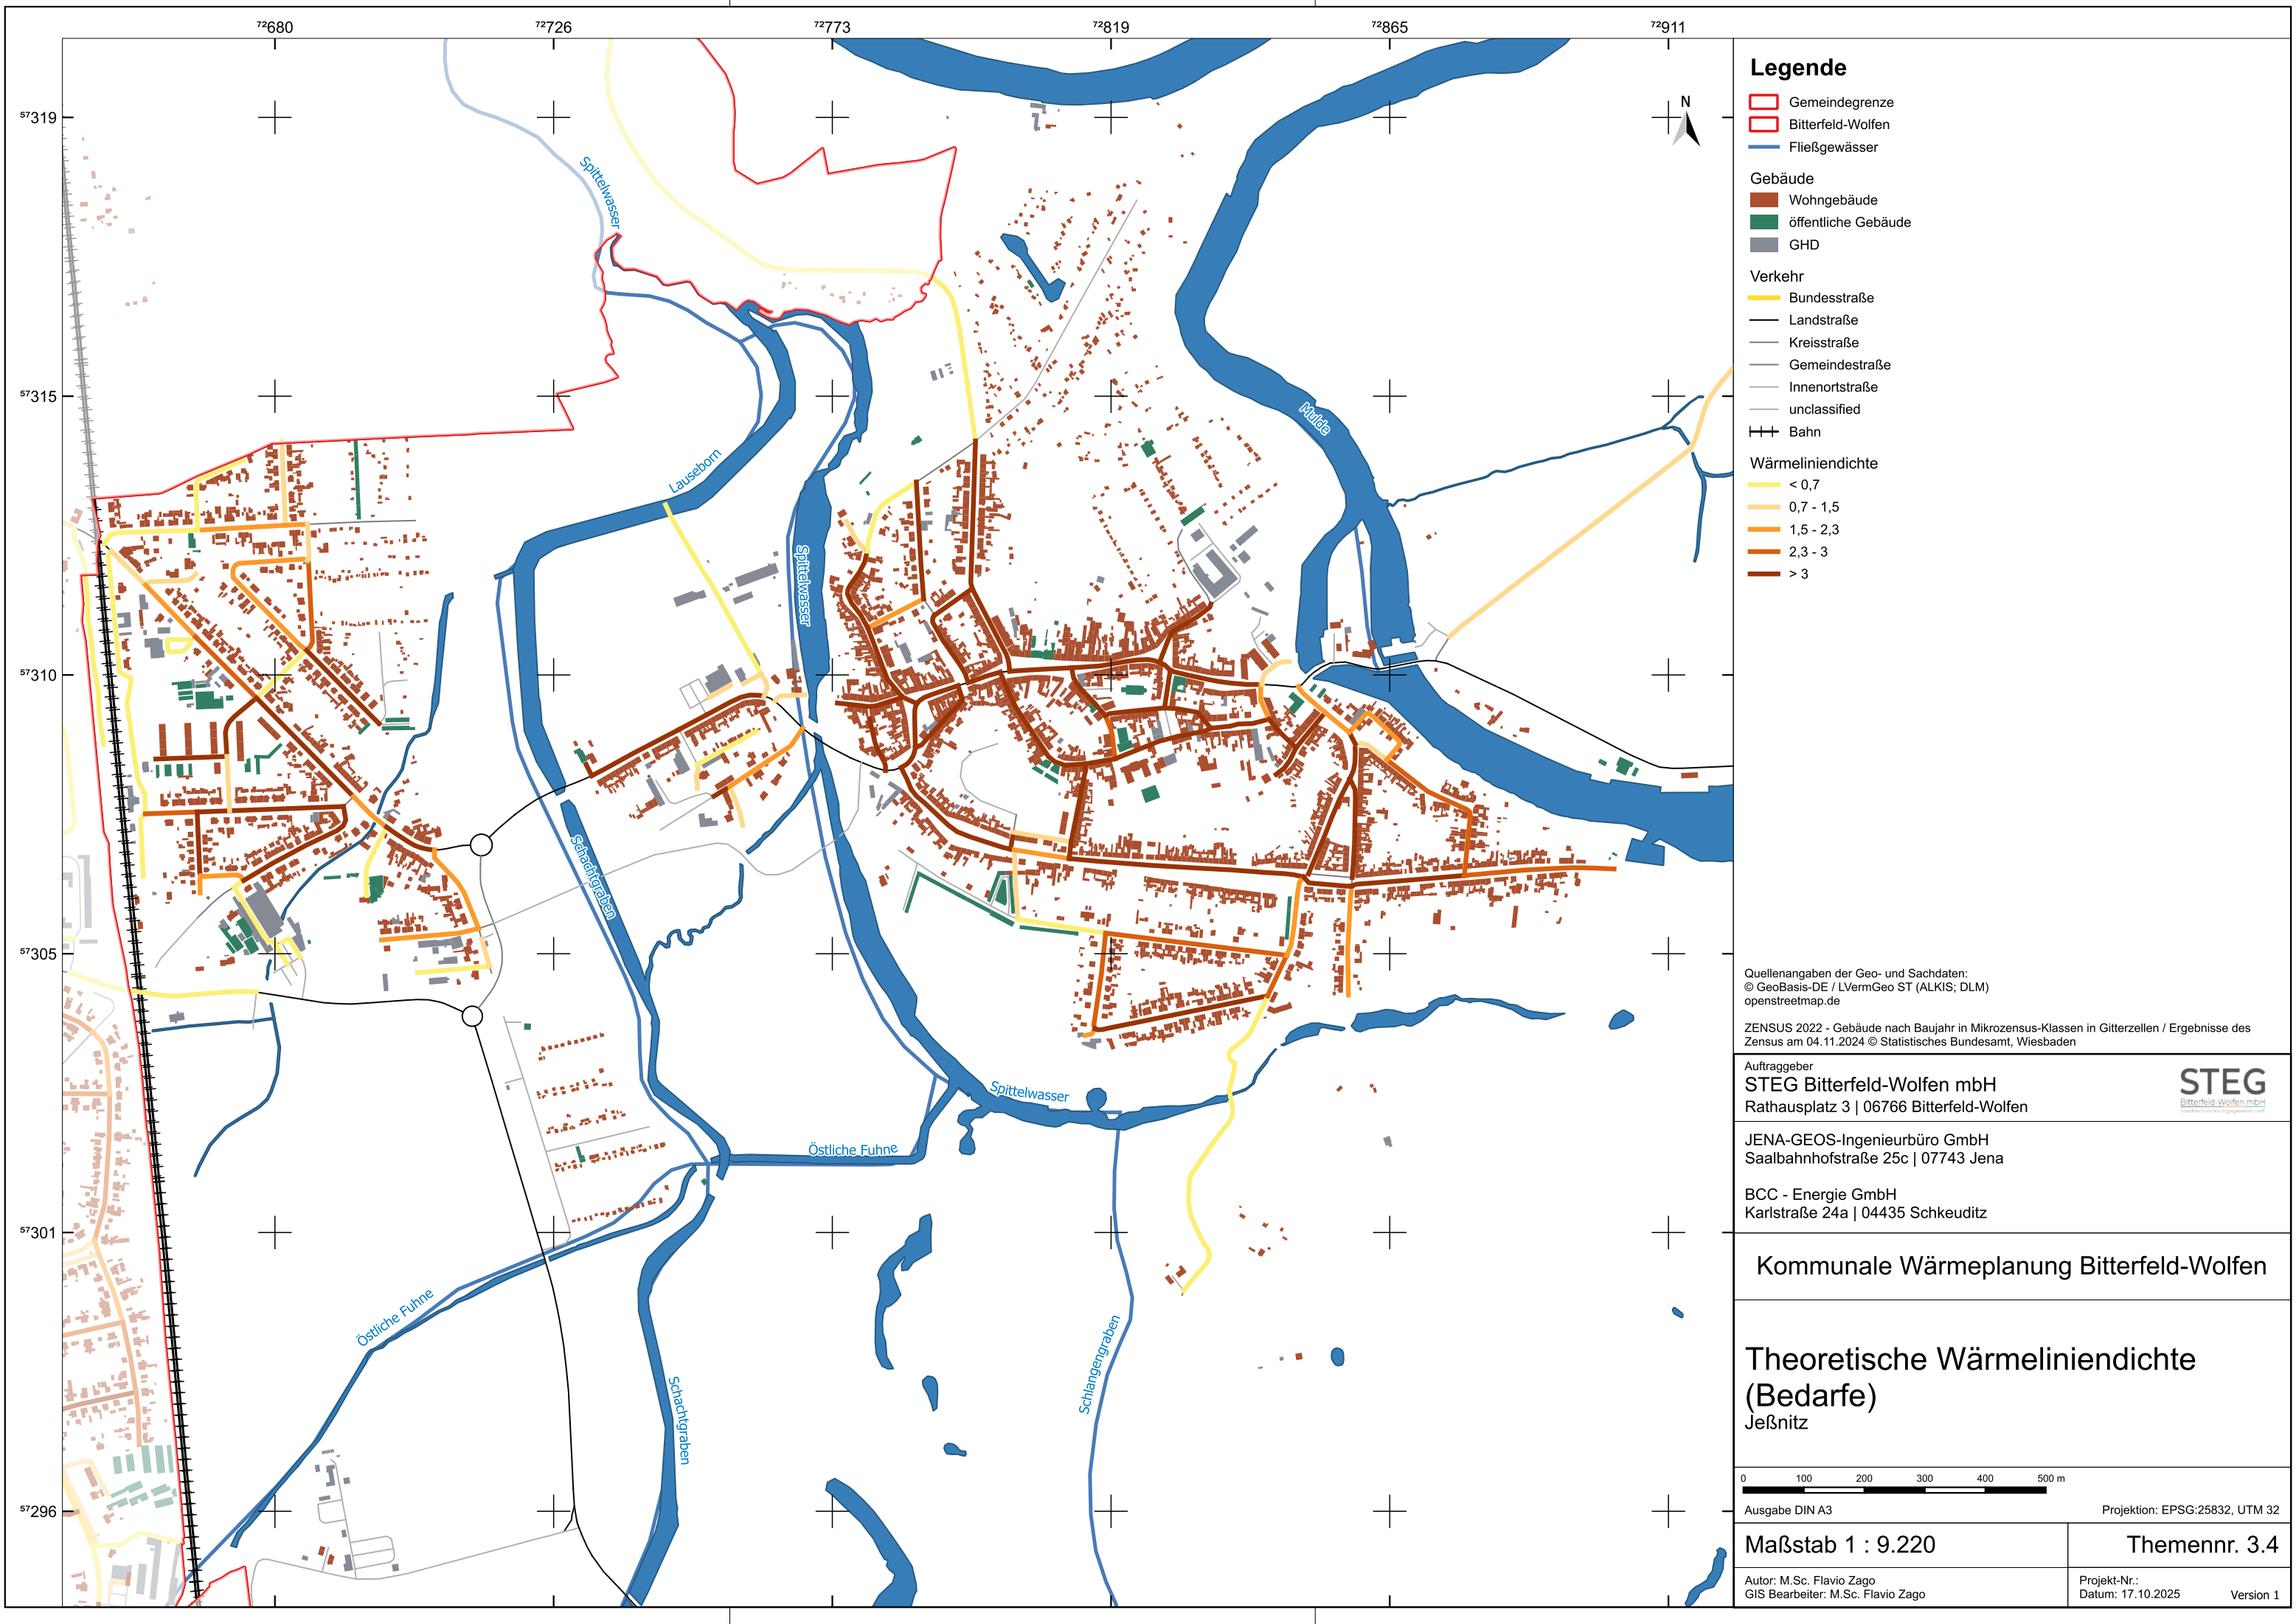 72680
72726
72773
72819
72865
72911
57319
57315
57310
57305
57301
57296
N
Spittelwasser
Lauseborn
Spittelwasser
Mulde
Schachtgraben
Spittelwasser
Östliche Fuhne
Östliche Fuhne
Schachtgraben
Schlangengraben
Legende
Gemeindegrenze
Bitterfeld-Wolfen
Fließgewässer
Gebäude
Wohngebäude
öffentliche Gebäude
GHD
Verkehr
Bundesstraße
Landstraße
Kreisstraße
Gemeindestraße
Innenortstraße
unclassified
Bahn
Wärmeliniendichte
< 0,7
0,7 - 1,5
1,5 - 2,3
2,3 - 3
> 3
Quellenangaben der Geo- und Sachdaten:
© GeoBasis-DE / LVermGeo ST (ALKIS; DLM)
openstreetmap.de
ZENSUS 2022 - Gebäude nach Baujahr in Mikrozensus-Klassen in Gitterzellen / Ergebnisse des
Zensus am 04.11.2024 © Statistisches Bundesamt, Wiesbaden
Auftraggeber
STEG Bitterfeld-Wolfen mbH
Rathausplatz 3 | 06766 Bitterfeld-Wolfen
STEG
Bitterfeld-Wolfen mbH
JENA-GEOS-Ingenieurbüro GmbH
Saalbahnhofstraße 25c | 07743 Jena
BCC - Energie GmbH
Karlstraße 24a | 04435 Schkeuditz
Kommunale Wärmeplanung Bitterfeld-Wolfen
Theoretische Wärmeliniendichte
(Bedarfe)
Jeßnitz
0 100 200 300 400 500 m
Ausgabe DIN A3 Projektion: EPSG:25832, UTM 32
Maßstab 1 : 9.220 Themennr. 3.4
Autor: M.Sc. Flavio Zago Projekt-Nr.:
GIS Bearbeiter: M.Sc. Flavio Zago Datum: 17.10.2025 Version 1